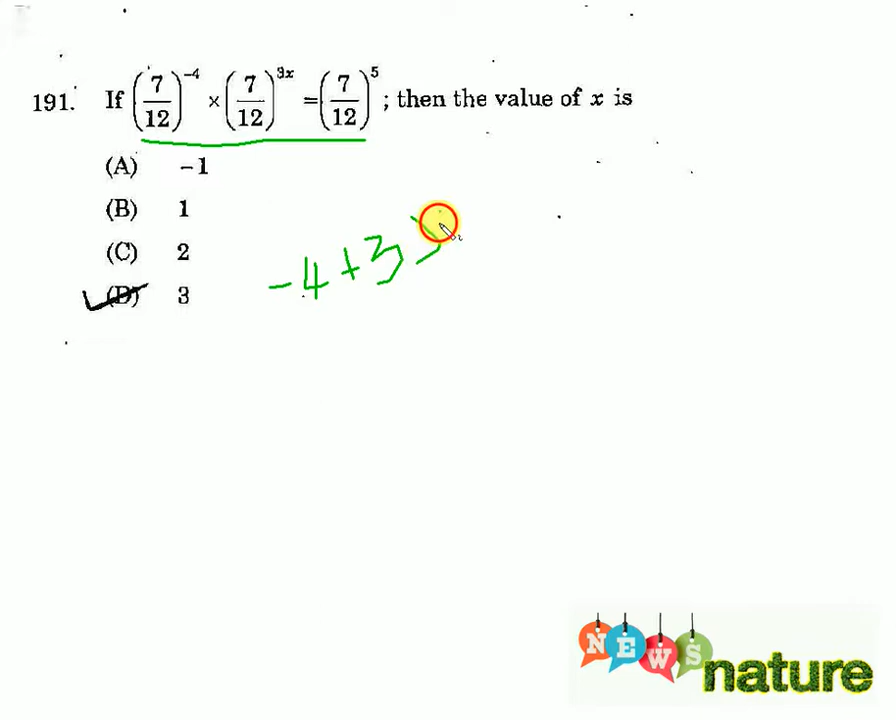 191. If (7/12)^-4 × (7/12)^3x = (7/12)^5 ; then the value of x is
(A) -1
(B) 1
(C) 2
(D) 3
-4+3
NEWS
nature